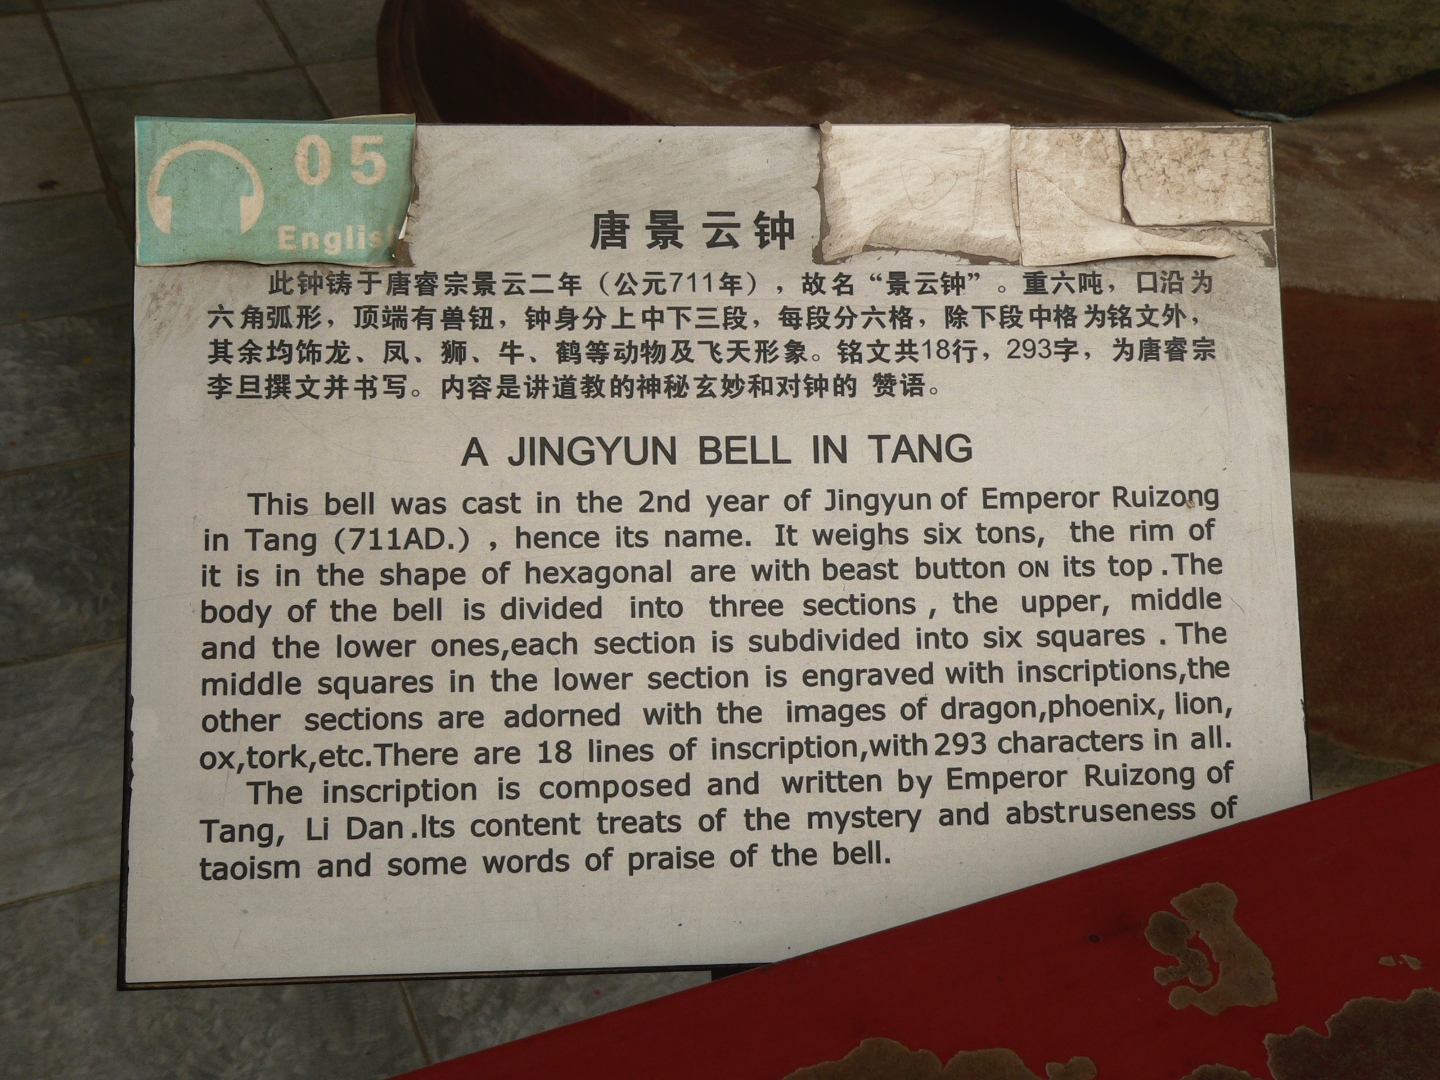 05
English
唐景云钟
此钟铸于唐睿宗景云二年（公元711年），故名“景云钟”。重六吨，口沿为
六角弧形，顶端有兽钮，钟身分上中下三段，每段分六格，除下段中格为铭文外，
其余均饰龙、凤、狮、牛、鹤等动物及飞天形象。铭文共18行，293字，为唐睿宗
李旦撰文并书写。内容是讲道教的神秘玄妙和对钟的 赞语。
A JINGYUN BELL IN TANG
This bell was cast in the 2nd year of Jingyun of Emperor Ruizong
in Tang (711AD.) , hence its name. It weighs six tons, the rim of
it is in the shape of hexagonal are with beast button ON its top .The
body of the bell is divided into three sections , the upper, middle
and the lower ones,each section is subdivided into six squares . The
middle squares in the lower section is engraved with inscriptions,the
other sections are adorned with the images of dragon,phoenix, lion,
ox,tork,etc.There are 18 lines of inscription,with 293 characters in all.
The inscription is composed and written by Emperor Ruizong of
Tang, Li Dan .Its content treats of the mystery and abstruseness of
taoism and some words of praise of the bell.